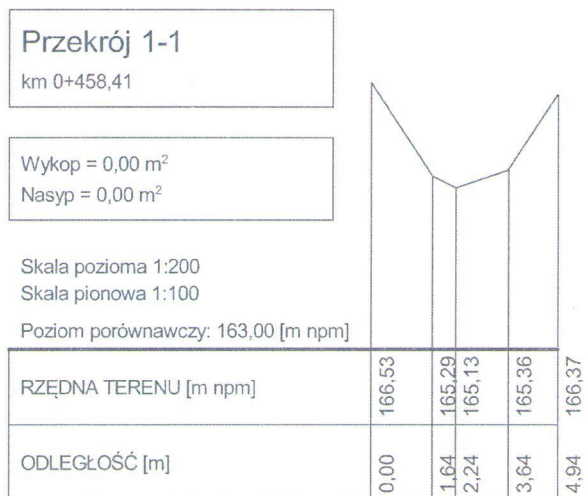 Przekrój 1-1
km 0+458,41
Wykop = 0,00 m²
Nasyp = 0,00 m²
Skala pozioma 1:200
Skala pionowa 1:100
Poziom porównawczy: 163,00 [m npm]
RZĘDNA TERENU [m npm] 166,53 165,29 165,13 165,36 166,37
ODLEGŁOŚĆ [m] 0,00 1,64 2,24 3,64 4,94